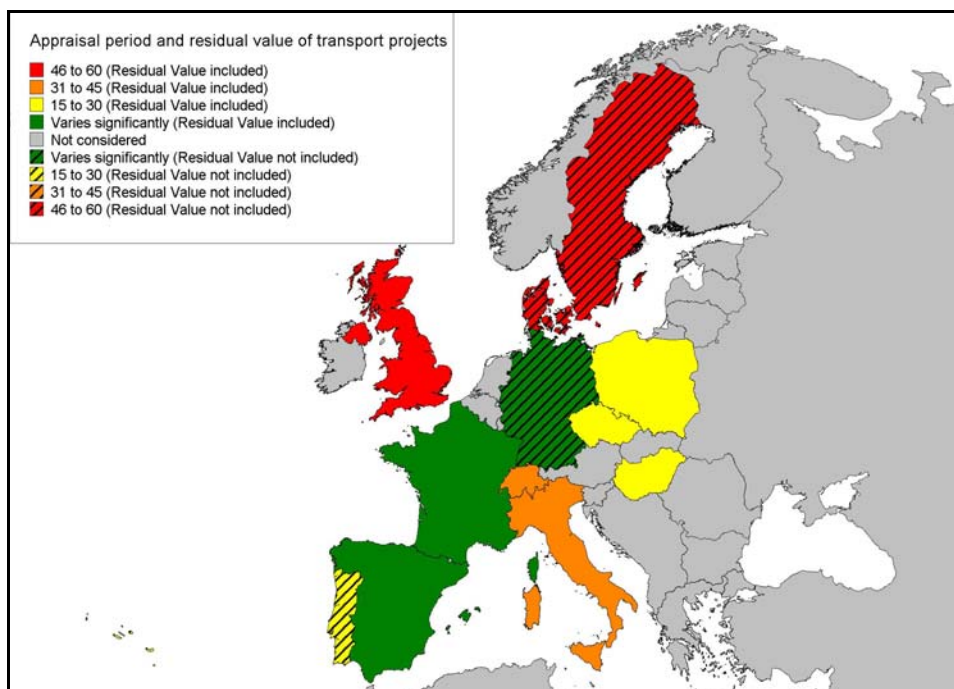 Appraisal period and residual value of transport projects
46 to 60 (Residual Value included)
31 to 45 (Residual Value included)
15 to 30 (Residual Value included)
Varies significantly (Residual Value included)
Not considered
Varies significantly (Residual Value not included)
15 to 30 (Residual Value not included)
31 to 45 (Residual Value not included)
46 to 60 (Residual Value not included)